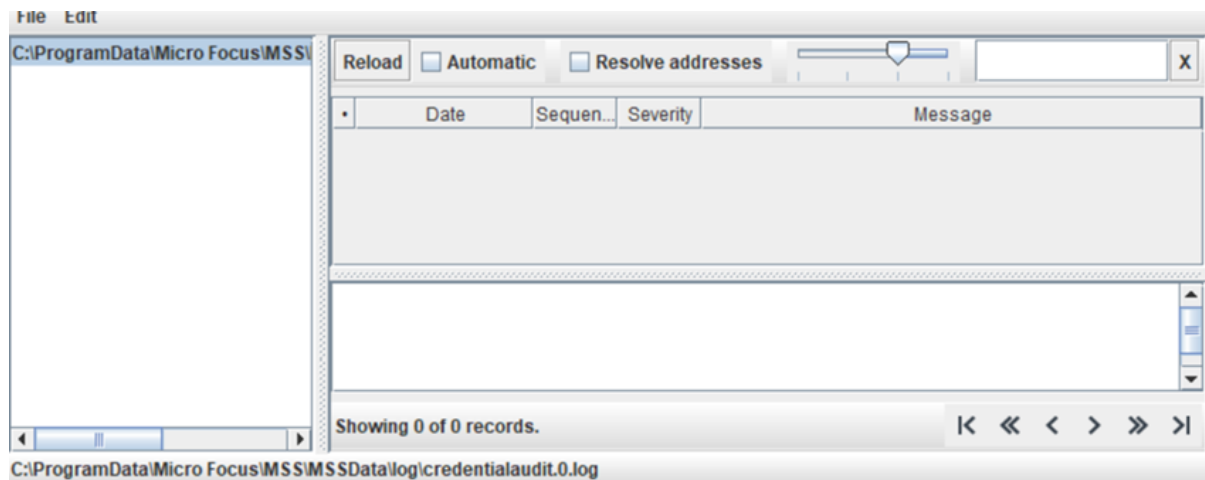 File Edit
C:\ProgramData\Micro Focus\MSS\
Reload Automatic Resolve addresses X
• Date Sequen... Severity Message
Showing 0 of 0 records.
C:\ProgramData\Micro Focus\MSS\MSSData\log\credentialaudit.0.log